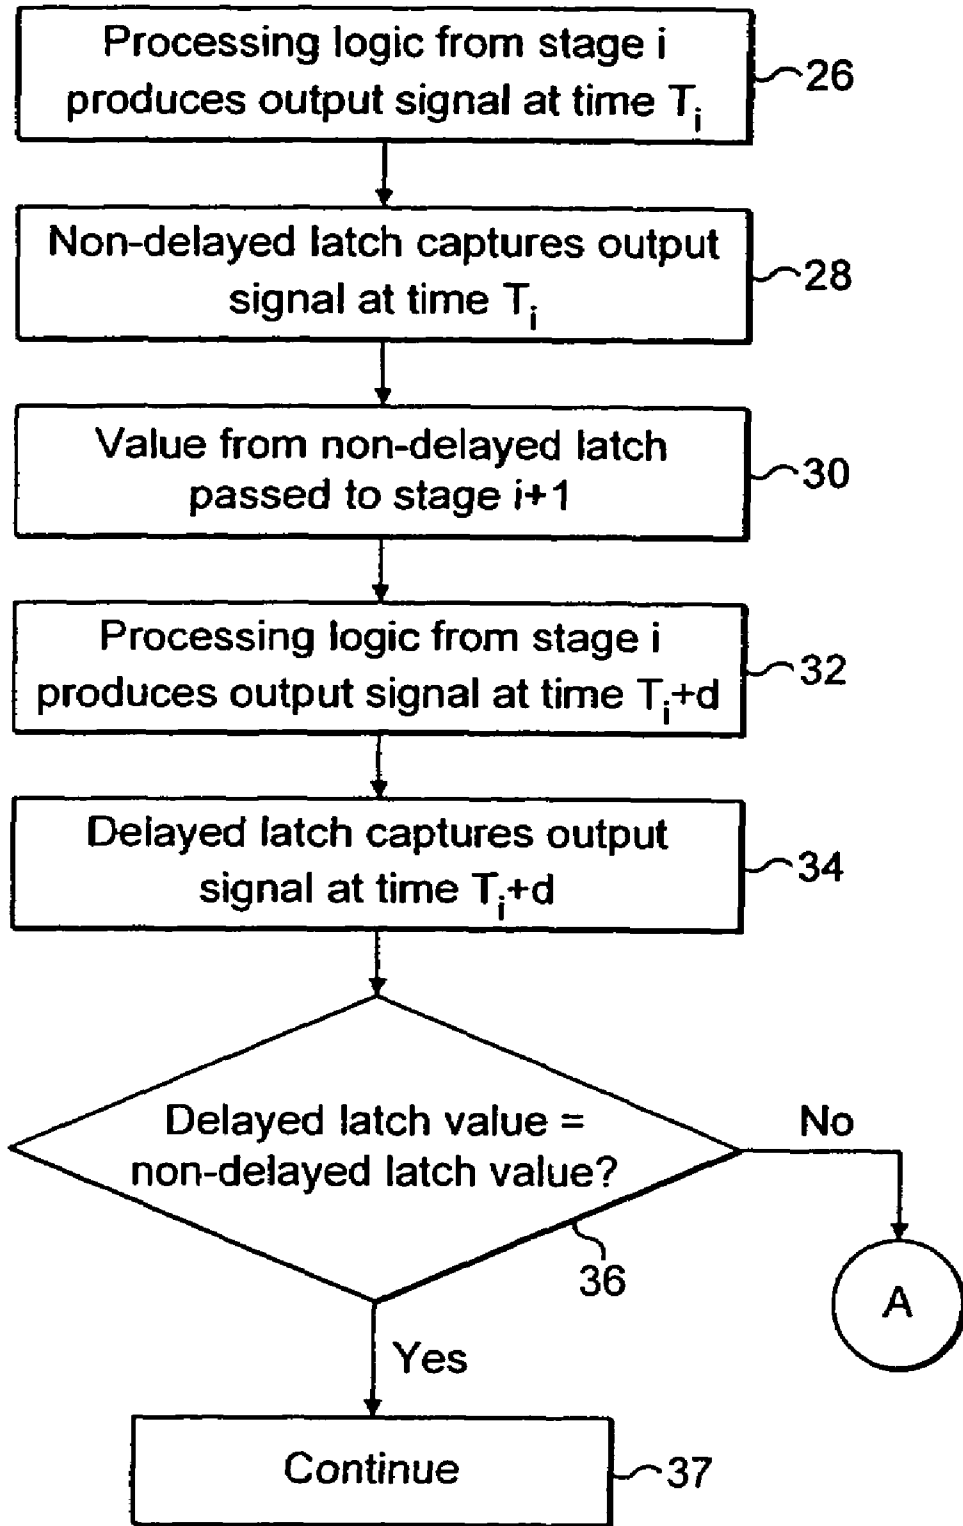 Processing logic from stage i
produces output signal at time Tᵢ
26
Non-delayed latch captures output
signal at time Tᵢ
28
Value from non-delayed latch
passed to stage i+1
30
Processing logic from stage i
produces output signal at time Tᵢ+d
32
Delayed latch captures output
signal at time Tᵢ+d
34
Delayed latch value =
non-delayed latch value?
No
36
A
Yes
Continue
37